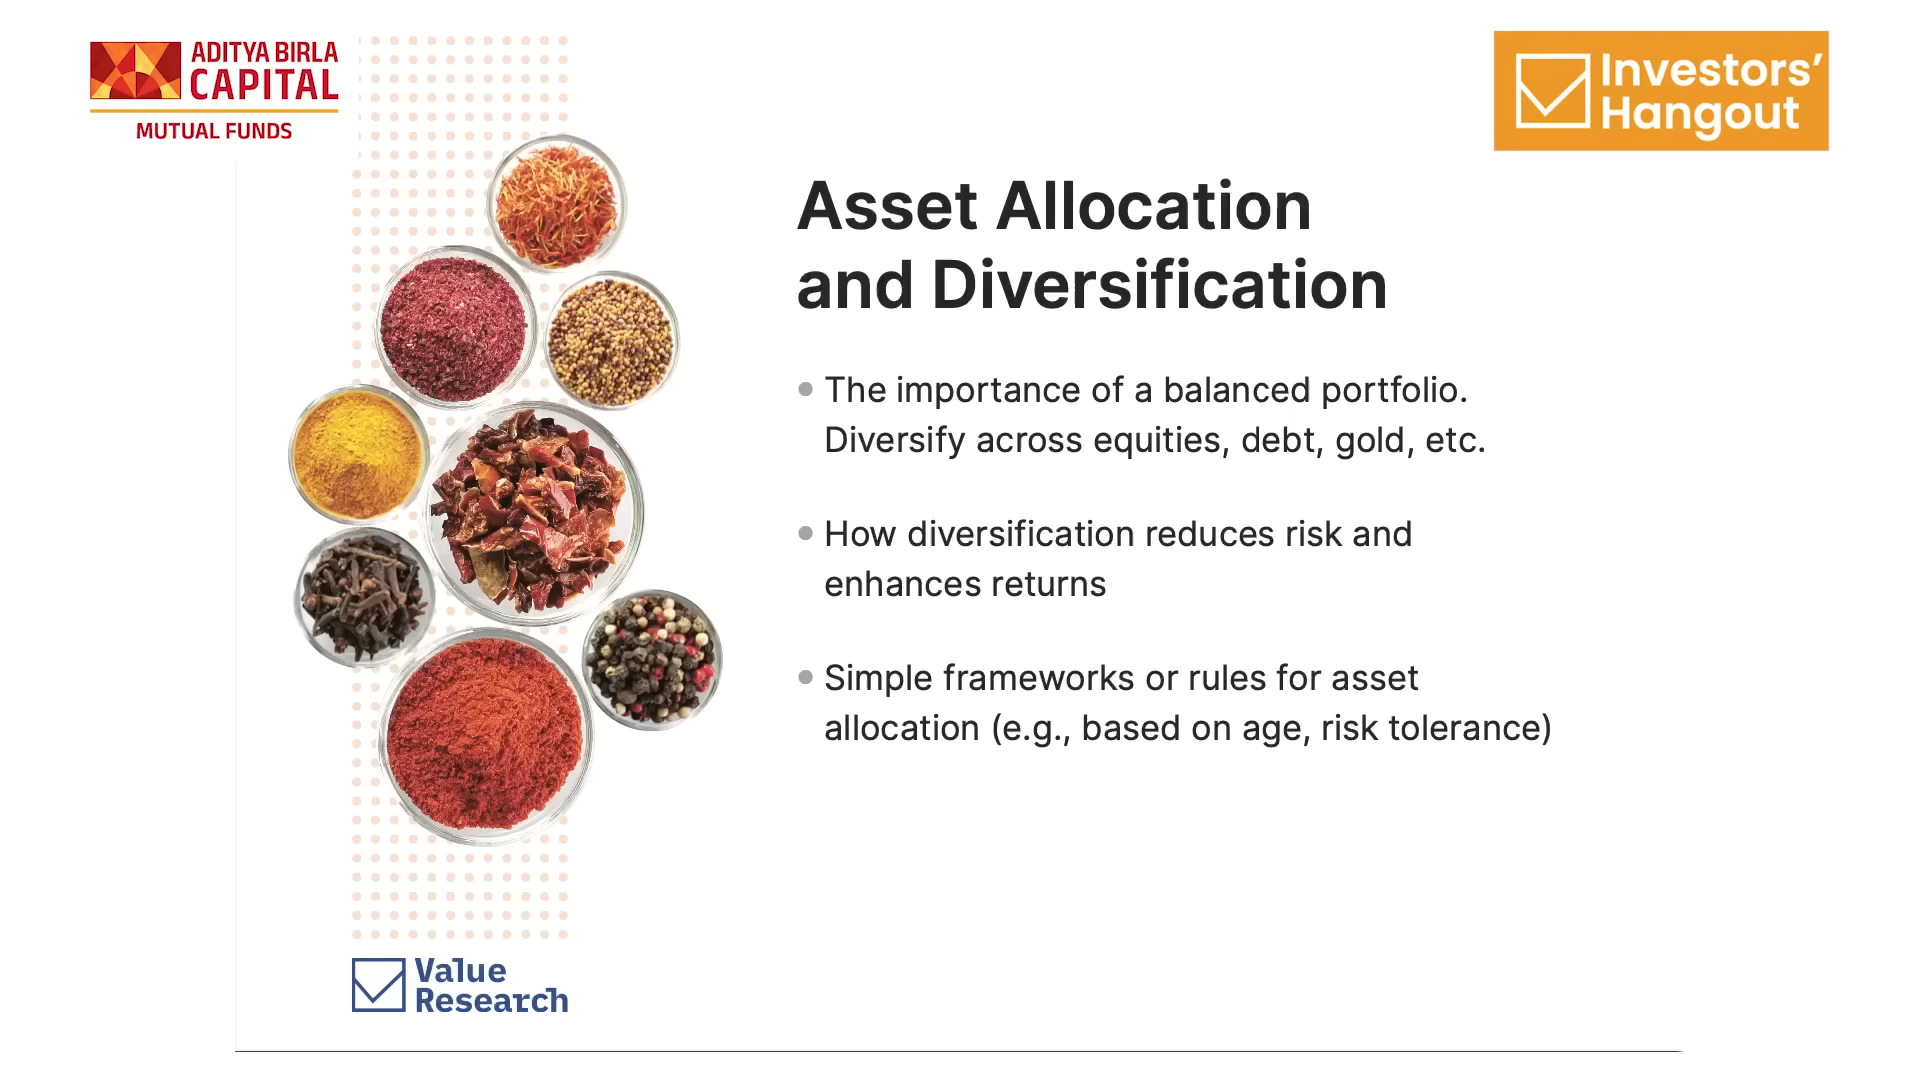 ADITYA BIRLA
CAPITAL
MUTUAL FUNDS
Investors’
Hangout
Asset Allocation
and Diversification
The importance of a balanced portfolio.
Diversify across equities, debt, gold, etc.
How diversification reduces risk and
enhances returns
Simple frameworks or rules for asset
allocation (e.g., based on age, risk tolerance)
Value
Research